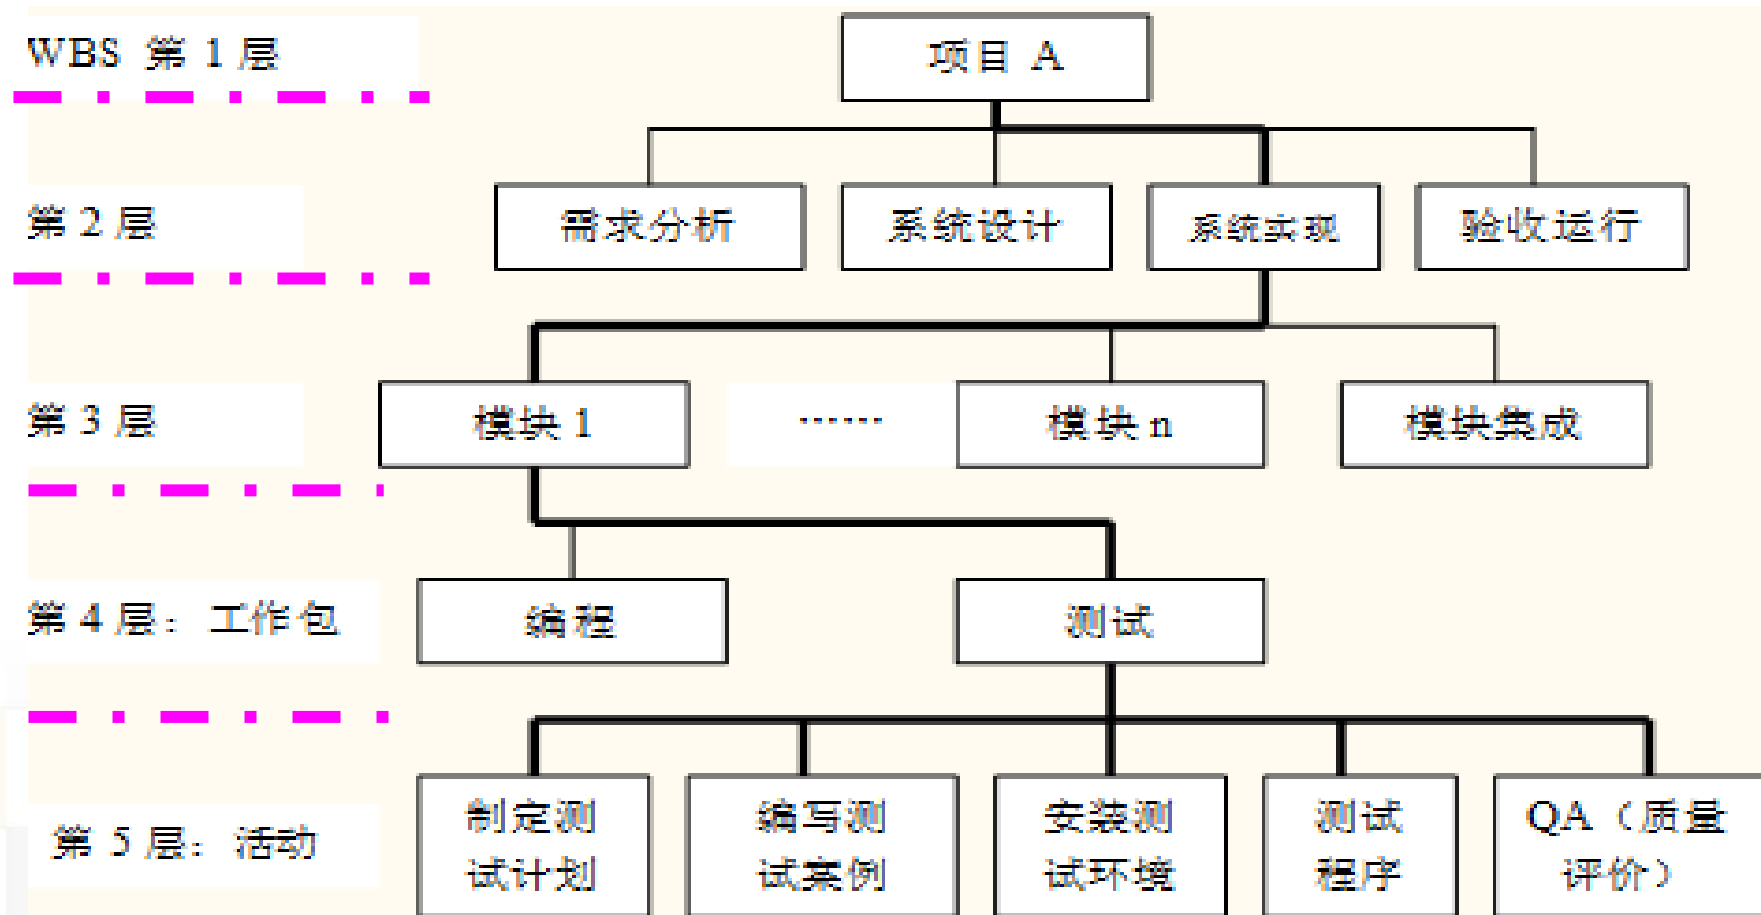 WBS 第 1 层
项目 A
第 2 层
需求分析
系统设计
系统实现
验收运行
第 3 层
模块 1
……
模块 n
模块集成
第 4 层：工作包
编程
测试
第 5 层：活动
制定测
试计划
编写测
试案例
安装测
试环境
测试
程序
QA（质量
评价）